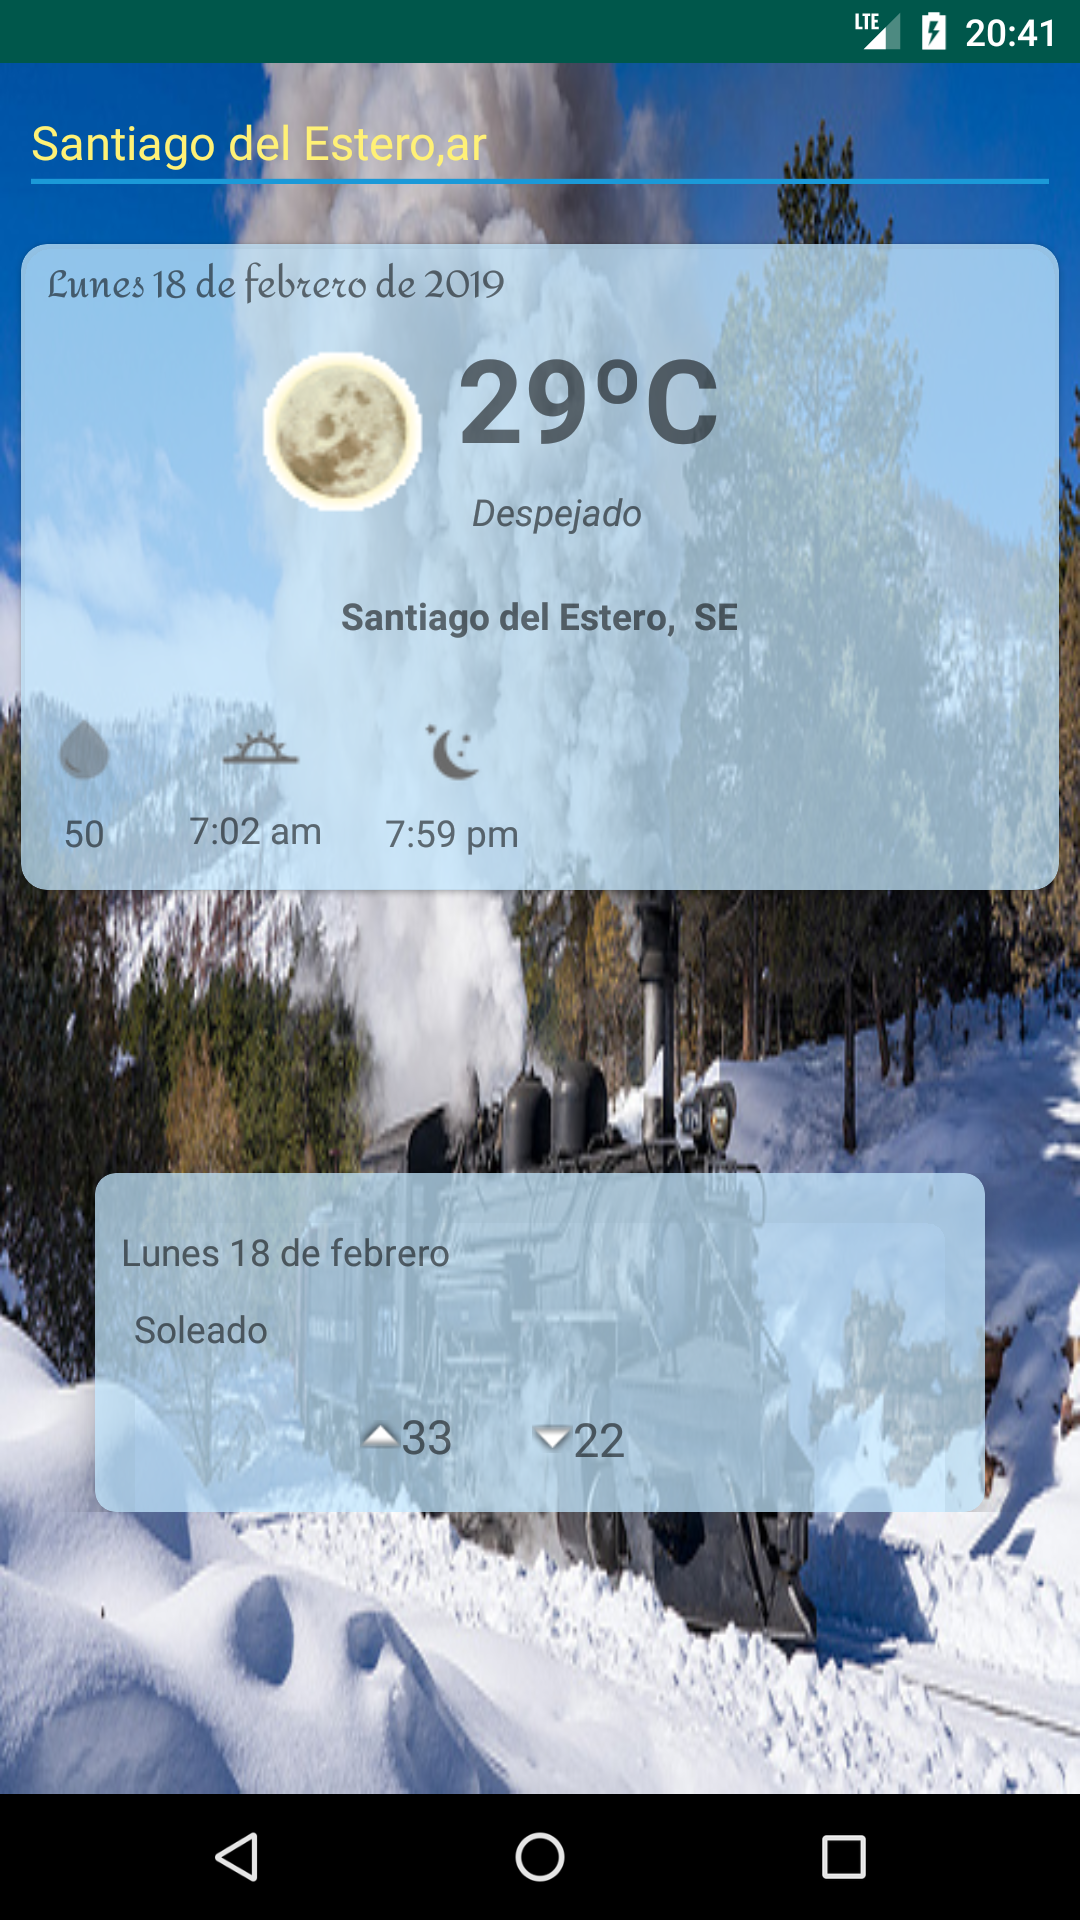 LTE 20:41
Santiago del Estero,ar
Lunes 18 de febrero de 2019
29ºC
Despejado
Santiago del Estero, SE
50 7:02 am 7:59 pm
Lunes 18 de febrero
Soleado
33 22